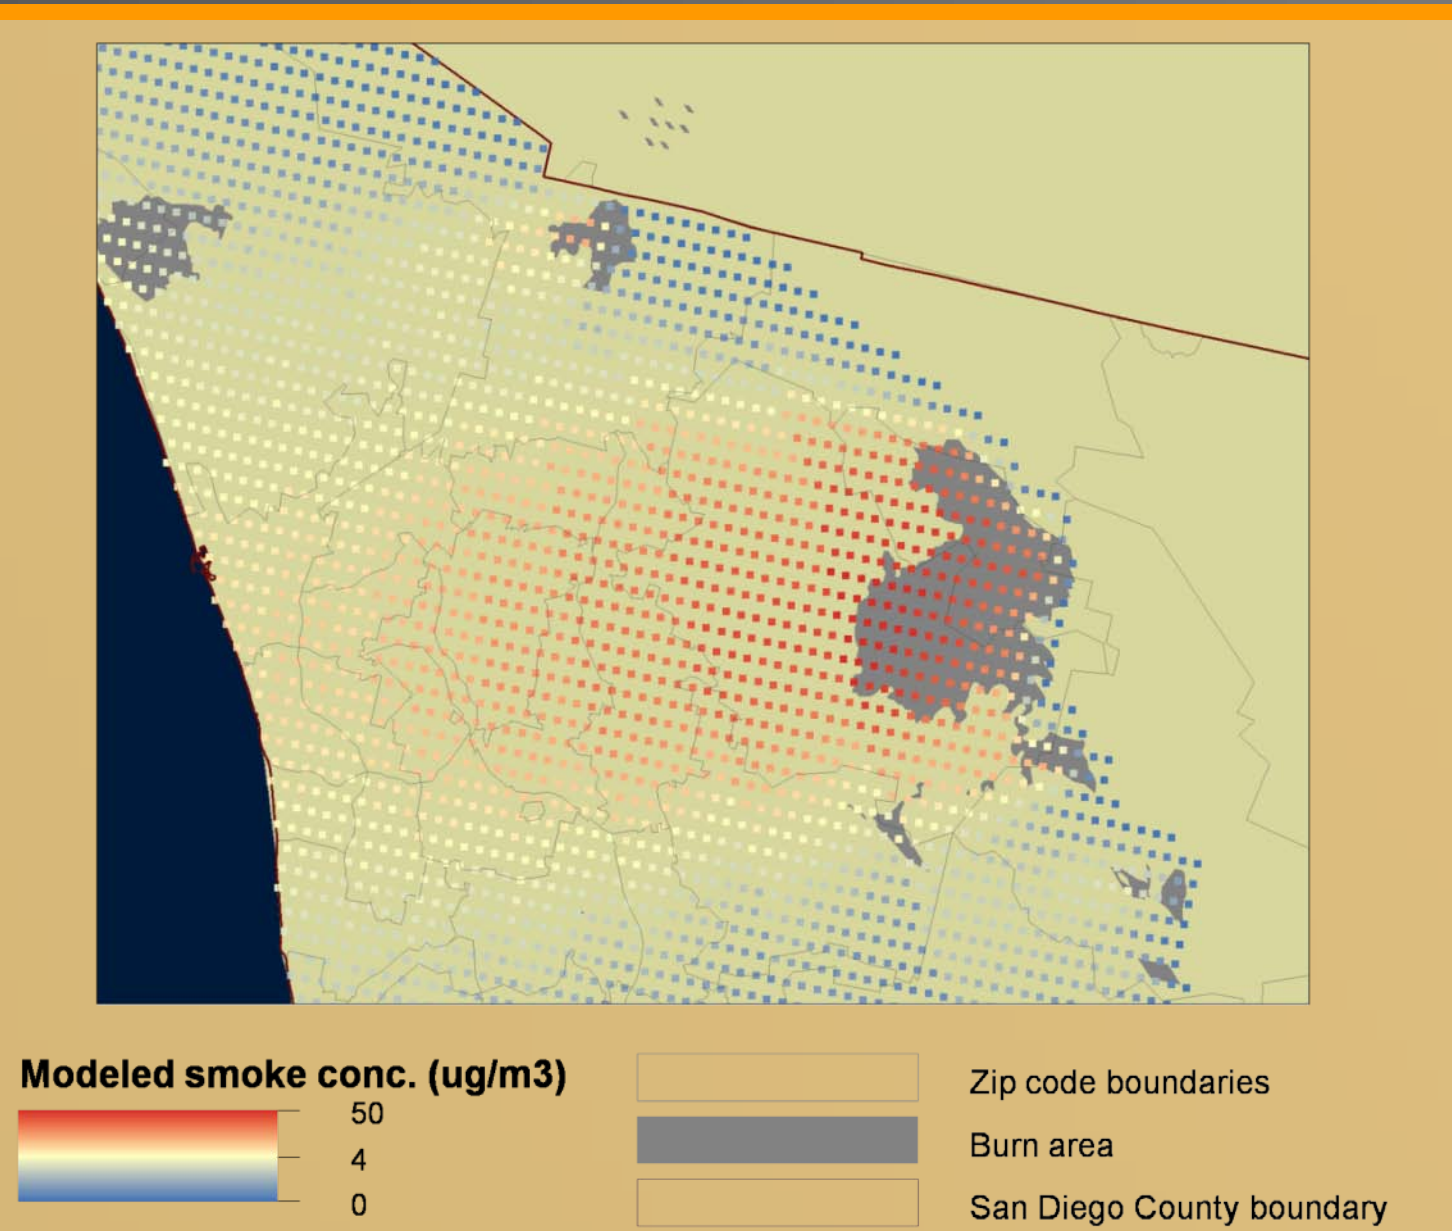 Modeled smoke conc. (ug/m3)
50
4
0
Zip code boundaries
Burn area
San Diego County boundary